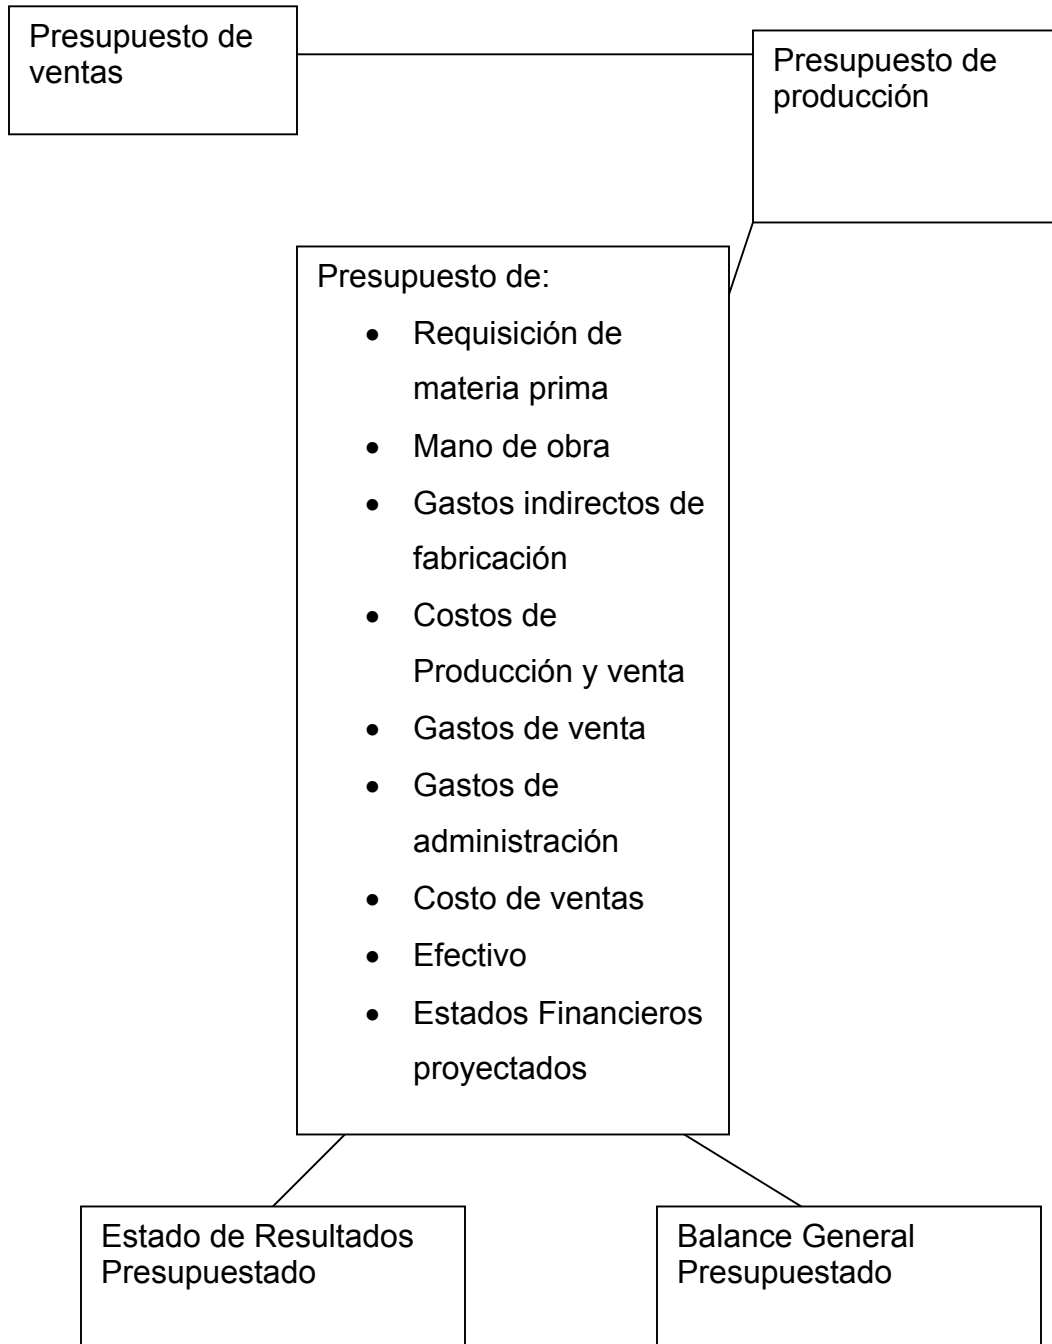 Presupuesto de
ventas
Presupuesto de
producción
Presupuesto de:
• Requisición de
materia prima
• Mano de obra
• Gastos indirectos de
fabricación
• Costos de
Producción y venta
• Gastos de venta
• Gastos de
administración
• Costo de ventas
• Efectivo
• Estados Financieros
proyectados
Estado de Resultados
Presupuestado
Balance General
Presupuestado